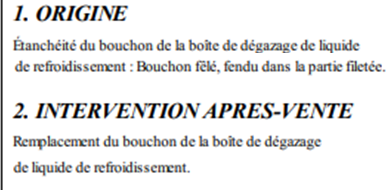 1. ORIGINE
Étanchéité du bouchon de la boîte de dégazage de liquide
de refroidissement : Bouchon fêlé, fendu dans la partie filetée.
2. INTERVENTION APRES-VENTE
Remplacement du bouchon de la boîte de dégazage
de liquide de refroidissement.